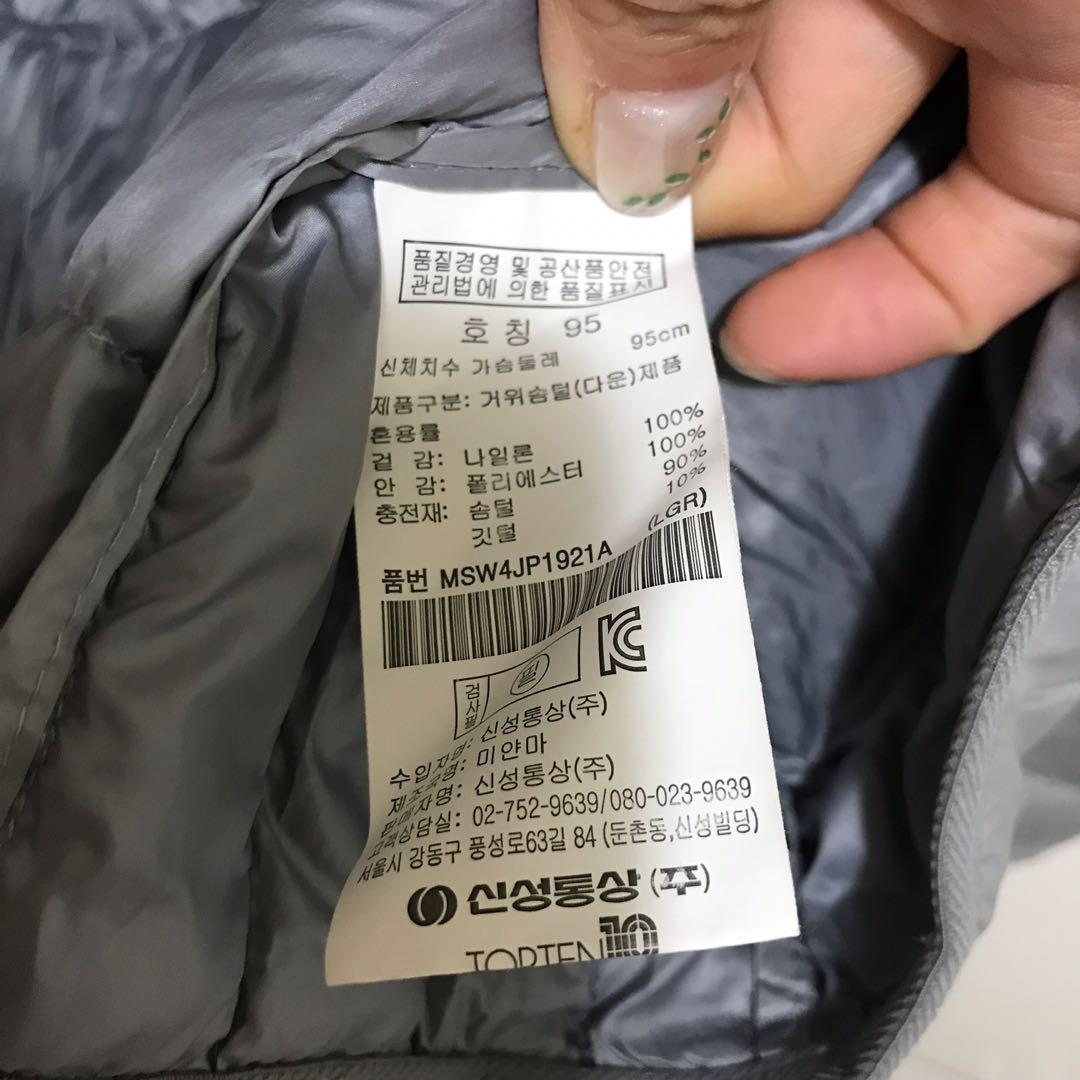 품질경영 및 공산품안전
관리법에 의한 품질표시
호 칭 95
신체치수 가슴둘레 95cm
제품구분: 거위솜털(다운)제품
혼용률
겉 감: 나일론 100%
안 감: 폴리에스터 100%
충전재: 솜털 90%
깃털 10%
(LGR)
품번 MSW4JP1921A
검사필 필
수입자명: 신성통상(주)
제조국명: 미얀마
판매자명: 신성통상(주)
고객상담실: 02-752-9639/080-023-9639
서울시 강동구 풍성로63길 84 (둔촌동,신성빌딩)
신성통상(주)
TOPTEN10